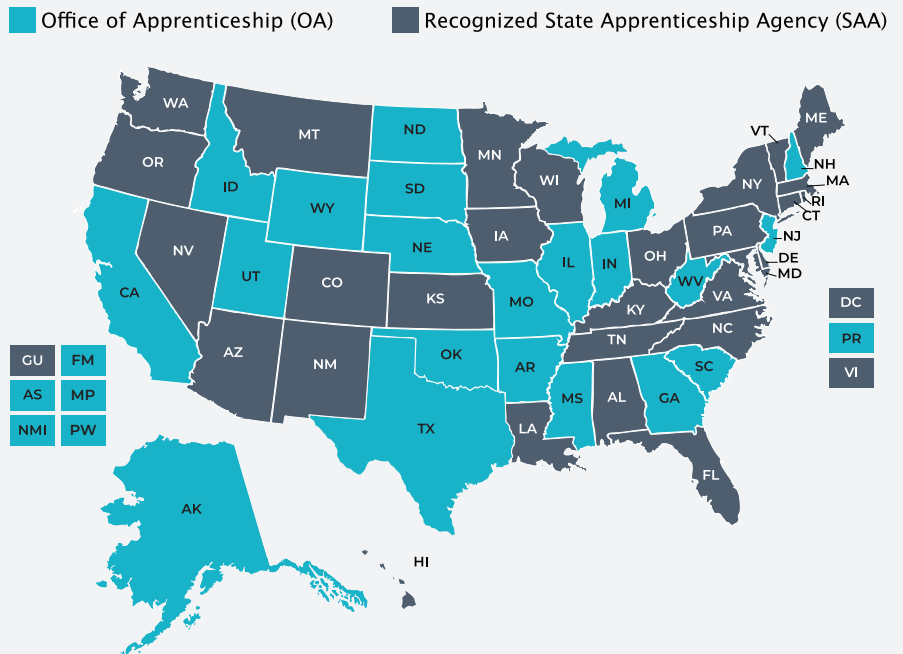 Office of Apprenticeship (OA)
Recognized State Apprenticeship Agency (SAA)
WA
MT
ND
MN
ME
VT
OR
ID
SD
WI
NY
NH
MA
RI
CT
WY
MI
NV
UT
NE
IA
PA
NJ
CA
CO
KS
MO
IL
IN
OH
WV
VA
DE
MD
KY
DC
AZ
NM
OK
AR
TN
NC
PR
GU
FM
AS
MP
NMI
PW
TX
LA
MS
AL
GA
SC
VI
FL
AK
HI